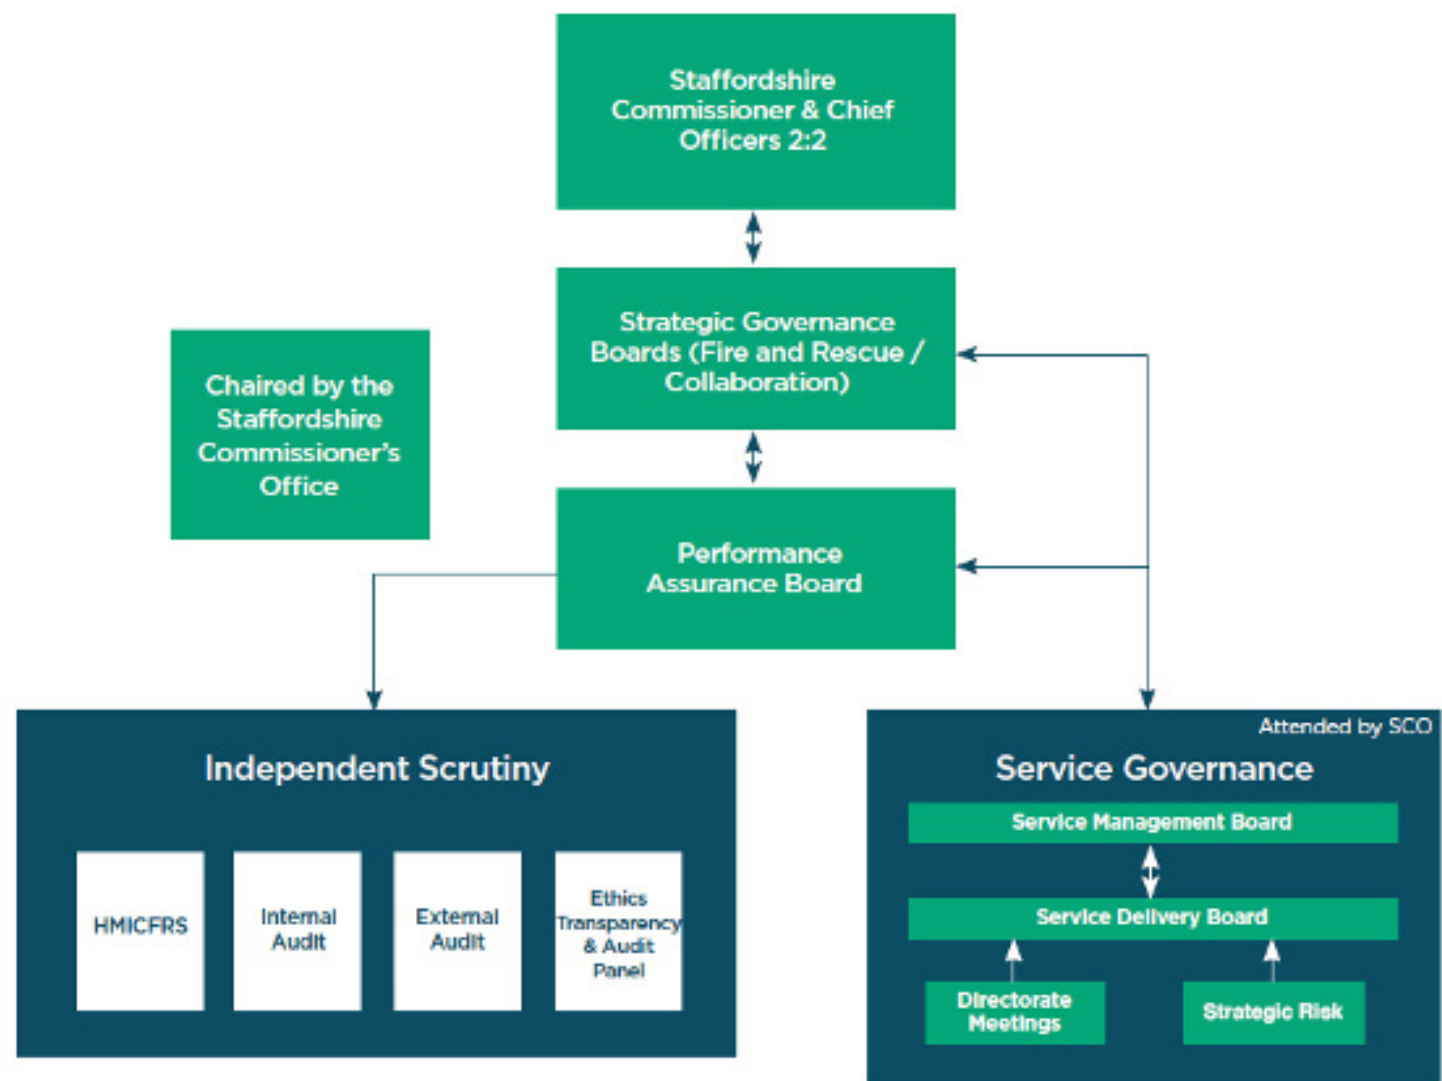 Staffordshire
Commissioner & Chief
Officers 2:2
Strategic Governance
Boards (Fire and Rescue /
Collaboration)
Chaired by the
Staffordshire
Commissioner's
Office
Performance
Assurance Board
Independent Scrutiny
HMICFRS
Internal
Audit
External
Audit
Ethics
Transparency
& Audit
Panel
Attended by SCO
Service Governance
Service Management Board
Service Delivery Board
Directorate
Meetings
Strategic Risk